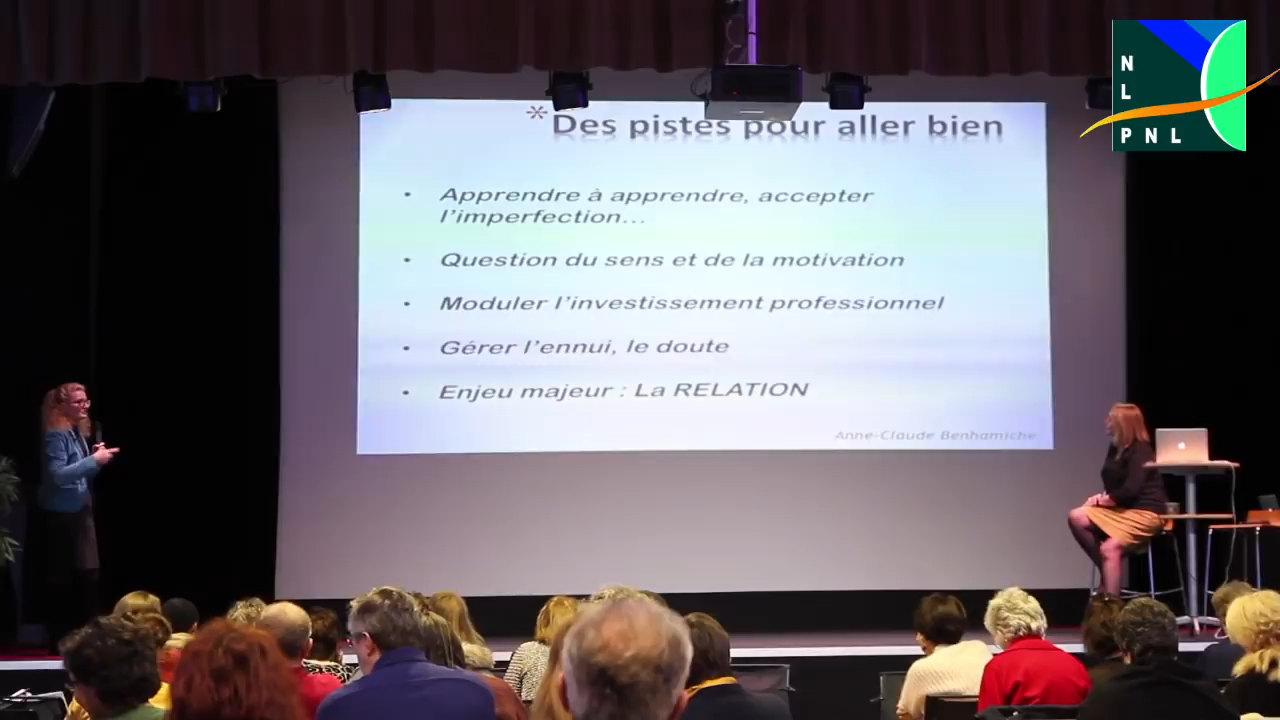 *Des pistes pour aller bien
• Apprendre à apprendre, accepter
l'imperfection...
• Question du sens et de la motivation
• Moduler l'investissement professionnel
• Gérer l'ennui, le doute
• Enjeu majeur : La RELATION
Anne-Claude Benhamiche
N
L
PNL